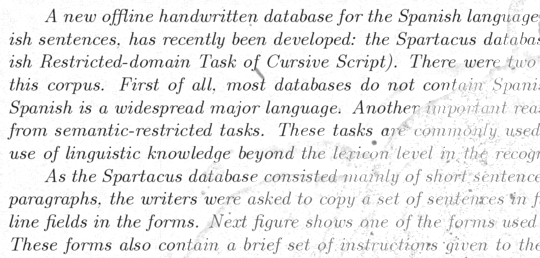 A new offline handwritten database for the Spanish language
ish sentences, has recently been developed: the Spartacus
ish Restricted-domain Task of Cursive Script). There were two
this corpus. First of all, most databases do not contain
Spanish is a widespread major language. Another important
from semantic-restricted tasks. These tasks are commonly used
use of linguistic knowledge beyond the lexicon level in the
As the Spartacus database consisted mainly of short
paragraphs, the writers were asked to copy a set of sentences in
line fields in the forms. Next figure shows one of the forms used
These forms also contain a brief set of instructions given to the